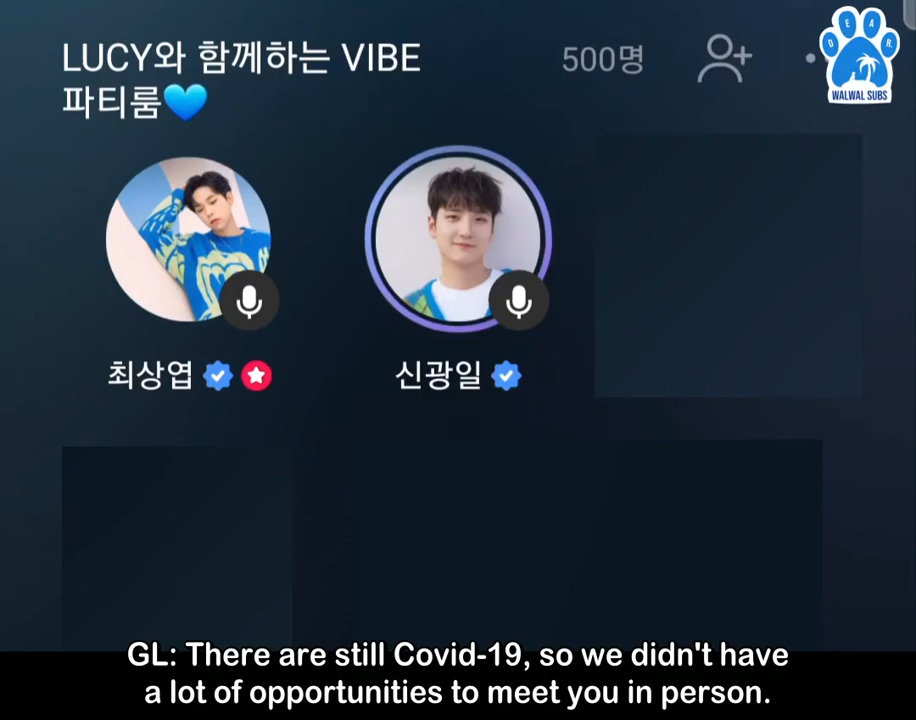 LUCY와 함께하는 VIBE
파티룸💙
500명
D E A R.
WALWAL SUBS
최상엽
신광일
GL: There are still Covid-19, so we didn't have
a lot of opportunities to meet you in person.